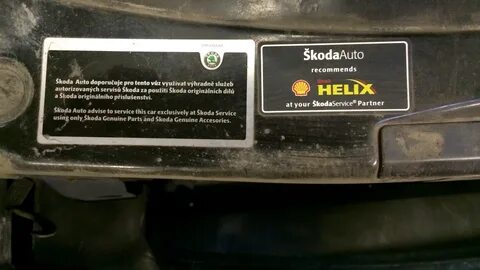 Škoda Auto doporučuje pro tento vůz využívat výhradně služeb
autorizovaných servisů Škoda za použití Škoda originálních dílů
a Škoda originálního příslušenství.
Škoda Auto advise to service this car exclusively at Škoda Service
using only Škoda Genuine Parts and Škoda Genuine Accesories.
ŠkodaAuto
recommends
HELIX
at your ŠkodaService® Partner